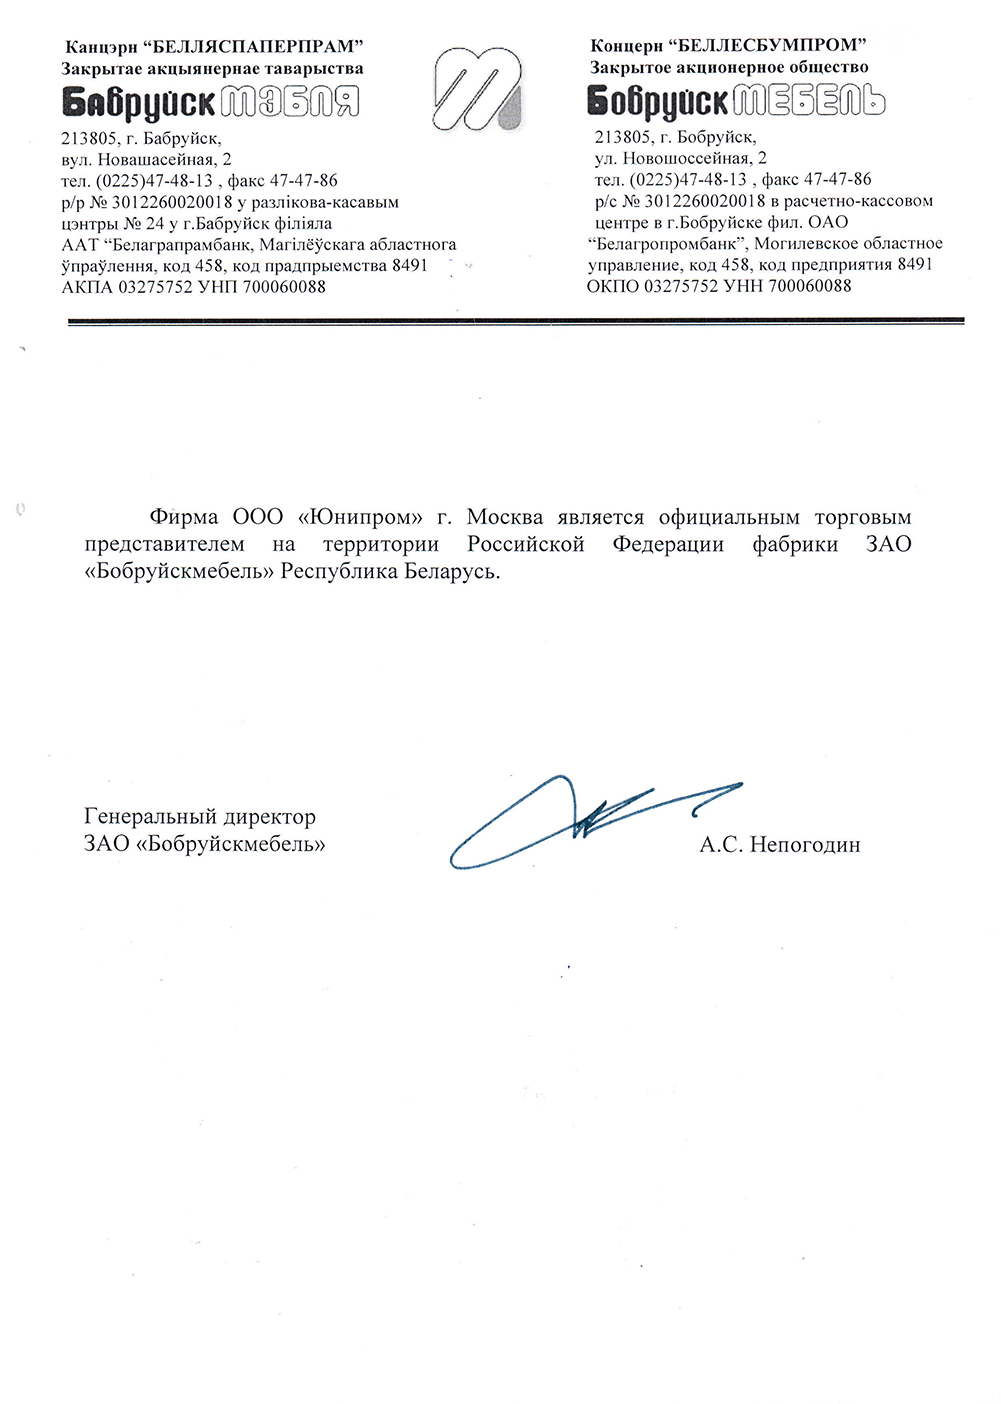 Канцэрн “БЕЛЛЯСПАПЕРПРАМ”
Закрытае акцыянернае таварыства
Бабруйск мэбля
213805, г. Бабруйск,
вул. Новашасейная, 2
тел. (0225)47-48-13 , факс 47-47-86
р/р № 3012260020018 у разлікова-касавым
цэнтры № 24 у г.Бабруйск філіяла
ААТ “Белаграпрамбанк, Магілёўскага абластнога
ўпраўлення, код 458, код прадпрыемства 8491
АКПА 03275752 УНП 700060088
Концерн “БЕЛЛЕСБУМПРОМ”
Закрытое акционерное общество
Бобруйск мебель
213805, г. Бобруйск,
ул. Новошоссейная, 2
тел. (0225)47-48-13 , факс 47-47-86
р/с № 3012260020018 в расчетно-кассовом
центре в г.Бобруйске фил. ОАО
“Белагропромбанк”, Могилевское областное
управление, код 458, код предприятия 8491
ОКПО 03275752 УНН 700060088
Фирма ООО «Юнипром» г. Москва является официальным торговым
представителем на территории Российской Федерации фабрики ЗАО
«Бобруйскмебель» Республика Беларусь.
Генеральный директор
ЗАО «Бобруйскмебель»
А.С. Непогодин